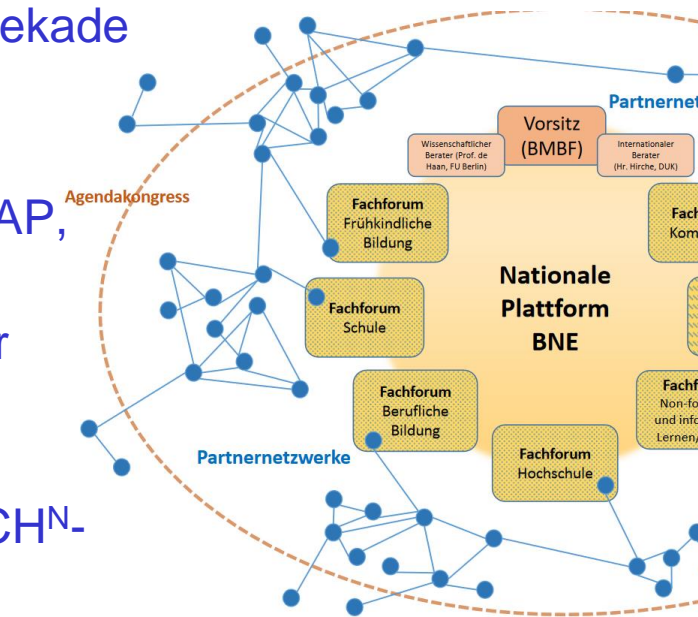 ekade
AP,
r
CHN-
Agendakongress
Partnernet
Vorsitz
(BMBF)
Wissenschaftlicher
Berater (Prof. de
Haan, FU Berlin)
Internationaler
Berater
(Hr. Hirche, DUK)
Fachforum
Frühkindliche
Bildung
Fach
Kom
Nationale
Plattform
BNE
Fachforum
Schule
Fachforum
Berufliche
Bildung
Fachf
Non-fo
und info
Lernen/
Fachforum
Hochschule
Partnernetzwerke